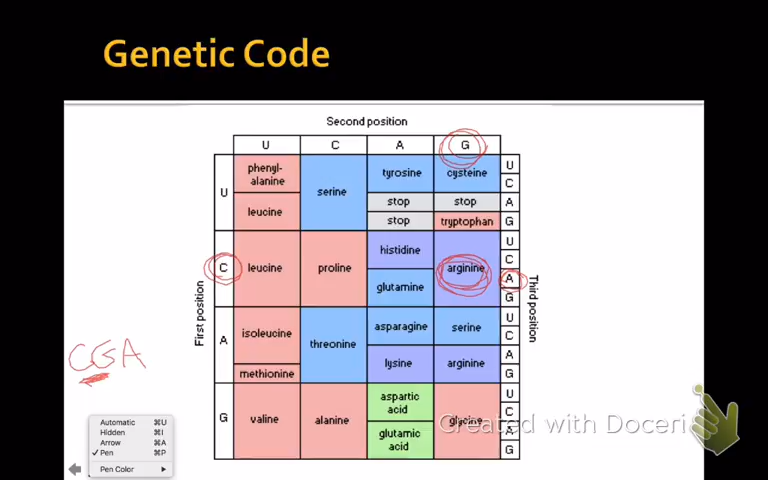 Genetic Code
Second position
U C A G
First position
U
phenyl-
alanine
leucine
serine
tyrosine
stop
stop
cysteine
stop
tryptophan
U
C
A
G
C
leucine
proline
histidine
glutamine
arginine
U
C
A
G
A
isoleucine
methionine
threonine
asparagine
lysine
serine
arginine
U
C
A
G
G
valine
alanine
aspartic
acid
glutamic
acid
glycine
U
C
A
G
Third position
CGA
Automatic ⌘U
Hidden ⌘I
Arrow ⌘A
✓ Pen ⌘P
Pen Color ▶
Created with Doceri